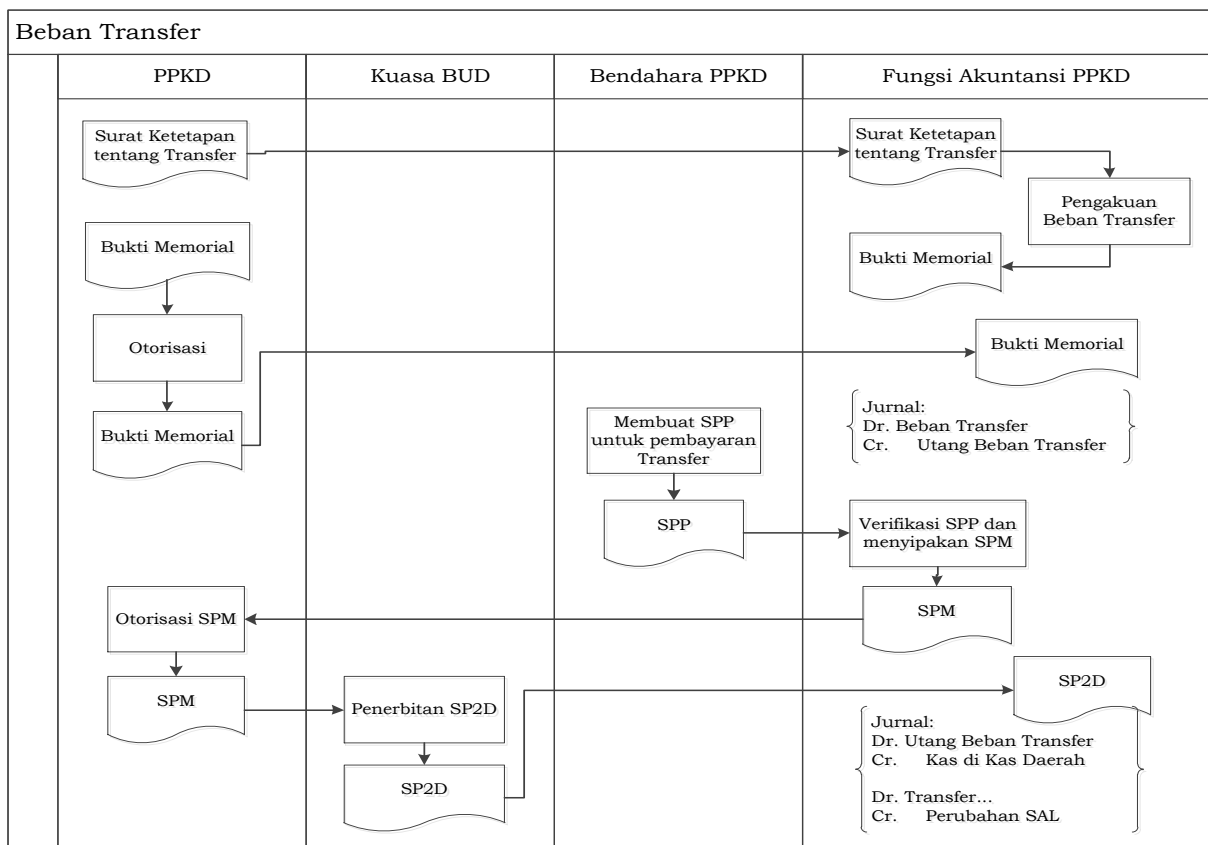 Beban Transfer
PPKD
Kuasa BUD
Bendahara PPKD
Fungsi Akuntansi PPKD
Surat Ketetapan
tentang Transfer
Surat Ketetapan
tentang Transfer
Pengakuan
Beban Transfer
Bukti Memorial
Bukti Memorial
Otorisasi
Bukti Memorial
Bukti Memorial
Jurnal:
Dr. Beban Transfer
Cr. Utang Beban Transfer
Membuat SPP
untuk pembayaran
Transfer
SPP
Verifikasi SPP dan
menyipakan SPM
SPM
Otorisasi SPM
SPM
Penerbitan SP2D
SP2D
SP2D
Jurnal:
Dr. Utang Beban Transfer
Cr. Kas di Kas Daerah
Dr. Transfer...
Cr. Perubahan SAL